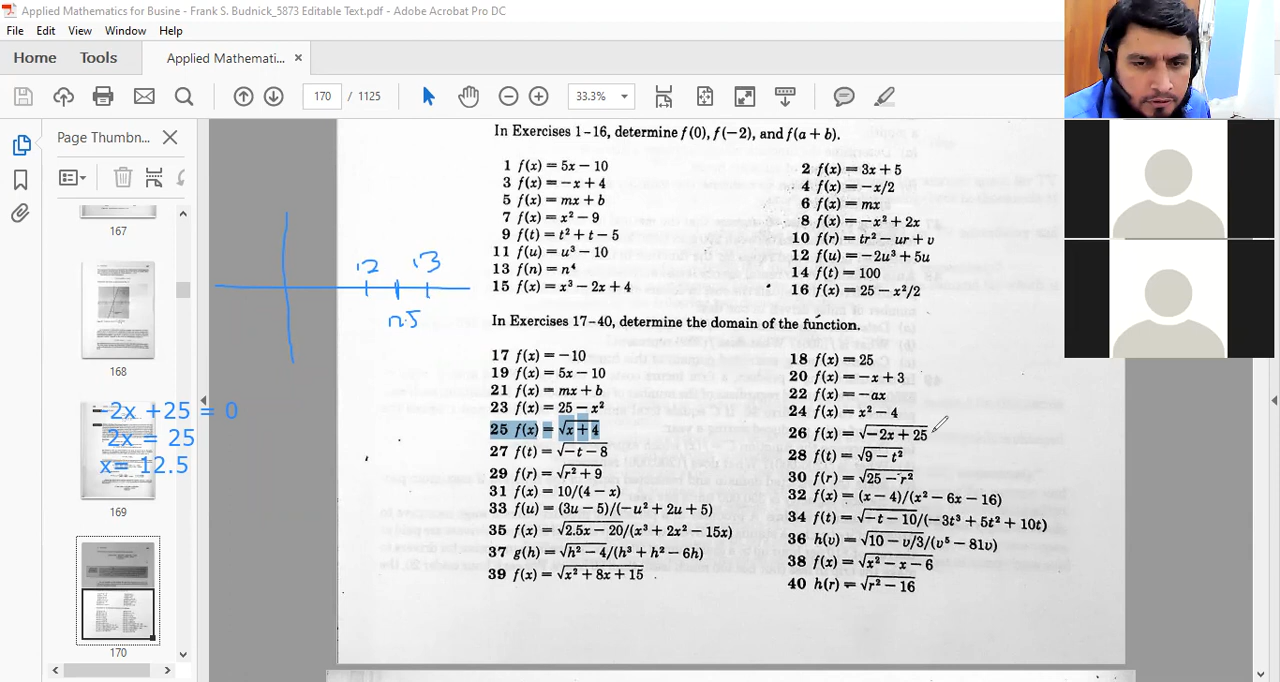 Applied Mathematics for Busine - Frank S. Budnick_5873 Editable Text.pdf - Adobe Acrobat Pro DC
File Edit View Window Help
Home Tools Applied Mathemati... ×
170 / 1125 33.3%
Page Thumbn...
167
168
169
170
12 13
12.5
-2x +25 = 0
2x = 25
x= 12.5
In Exercises 1–16, determine f(0), f(−2), and f(a + b).
1 f(x) = 5x − 10
2 f(x) = 3x + 5
3 f(x) = −x + 4
4 f(x) = −x/2
5 f(x) = mx + b
6 f(x) = mx
7 f(x) = x² − 9
8 f(x) = −x² + 2x
9 f(t) = t² + t − 5
10 f(r) = tr² − ur + v
11 f(u) = u³ − 10
12 f(u) = −2u³ + 5u
13 f(n) = n⁴
14 f(t) = 100
15 f(x) = x³ − 2x + 4
16 f(x) = 25 − x²/2
In Exercises 17–40, determine the domain of the function.
17 f(x) = −10
18 f(x) = 25
19 f(x) = 5x − 10
20 f(x) = −x + 3
21 f(x) = mx + b
22 f(x) = −ax
23 f(x) = 25 − x²
24 f(x) = x² − 4
25 f(x) = √(x + 4)
26 f(x) = √(−2x + 25)
27 f(t) = √(−t − 8)
28 f(t) = √(9 − t²)
29 f(r) = √(r² + 9)
30 f(r) = √(25 − r²)
31 f(x) = 10/(4 − x)
32 f(x) = (x − 4)/(x² − 6x − 16)
33 f(u) = (3u − 5)/(−u² + 2u + 5)
34 f(t) = √(−t − 10)/(−3t³ + 5t² + 10t)
35 f(x) = √(2.5x − 20)/(x³ + 2x² − 15x)
36 h(v) = √(10 − v/3)/(v⁵ − 81v)
37 g(h) = √(h² − 4)/(h³ + h² − 6h)
38 f(x) = √(x² − x − 6)
39 f(x) = √(x² + 8x + 15)
40 h(r) = √(r² − 16)